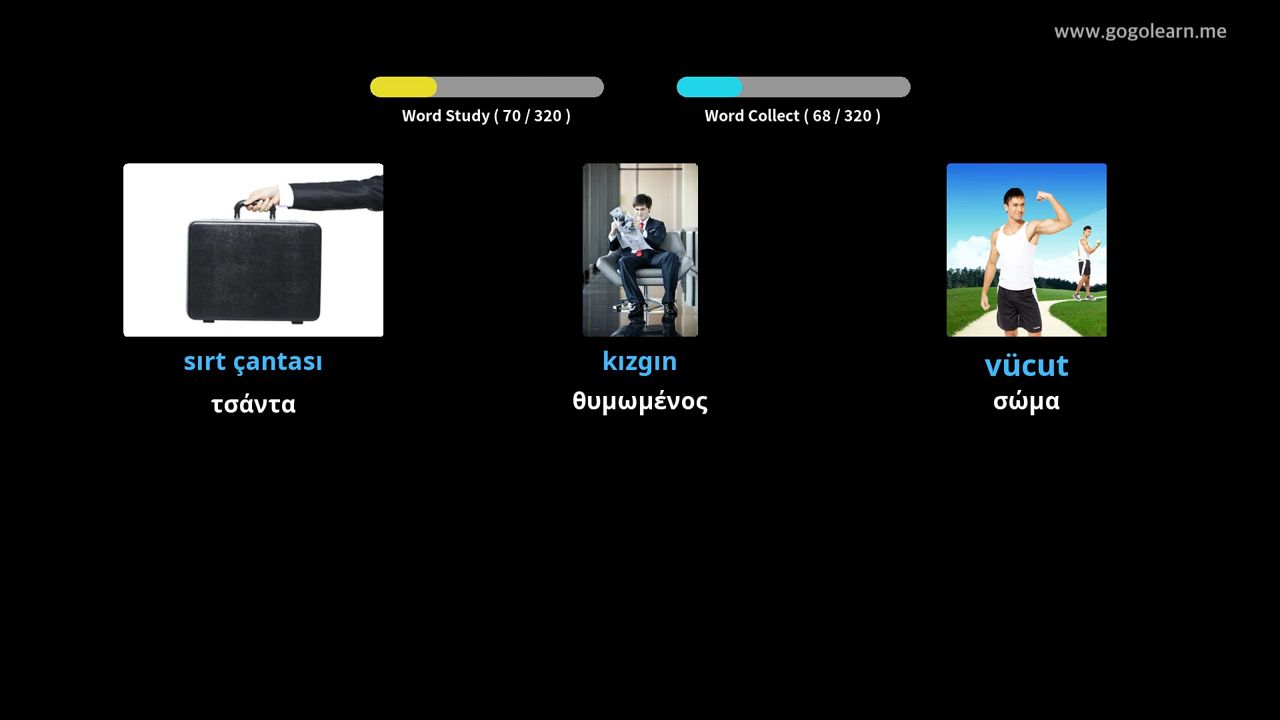 www.gogolearn.me
Word Study ( 70 / 320 )
Word Collect ( 68 / 320 )
sırt çantası
τσάντα
kızgın
θυμωμένος
vücut
σώμα